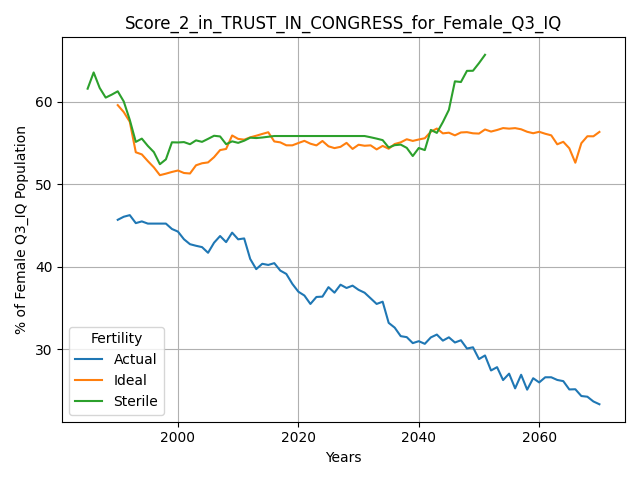 Score_2_in_TRUST_IN_CONGRESS_for_Female_Q3_IQ
% of Female Q3_IQ Population
60
50
40
30
Fertility
Actual
Ideal
Sterile
2000 2020 2040 2060
Years